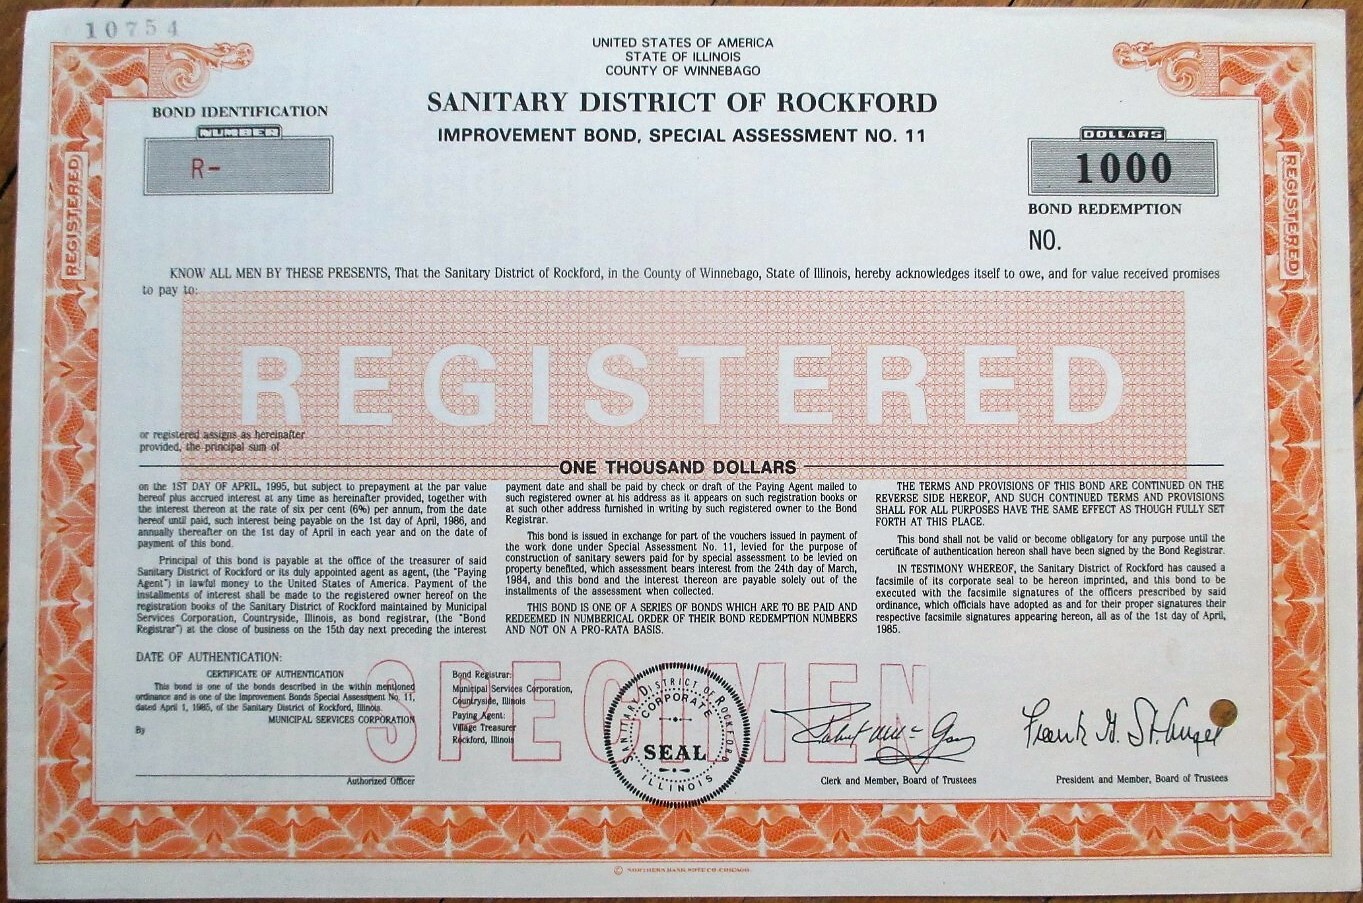 10754
UNITED STATES OF AMERICA
STATE OF ILLINOIS
COUNTY OF WINNEBAGO
SANITARY DISTRICT OF ROCKFORD
IMPROVEMENT BOND, SPECIAL ASSESSMENT NO. 11
BOND IDENTIFICATION
NUMBER
R-
DOLLARS
1000
BOND REDEMPTION
NO.
REGISTERED
REGISTERED
KNOW ALL MEN BY THESE PRESENTS, That the Sanitary District of Rockford, in the County of Winnebago, State of Illinois, hereby acknowledges itself to owe, and for value received promises
to pay to:
REGISTERED
or registered assigns as hereinafter
provided, the principal sum of
ONE THOUSAND DOLLARS
on the 1ST DAY OF APRIL, 1995, but subject to prepayment at the par value
hereof plus accrued interest at any time as hereinafter provided, together with
the interest thereon at the rate of six per cent (6%) per annum, from the date
hereof until paid, such interest being payable on the 1st day of April, 1986, and
annually thereafter on the 1st day of April in each year and on the date of
payment of this bond.
Principal of this bond is payable at the office of the treasurer of said
Sanitary District of Rockford or its duly appointed agent as agent, (the "Paying
Agent") in lawful money to the United States of America. Payment of the
installments of interest shall be made to the registered owner hereof on the
registration books of the Sanitary District of Rockford maintained by Municipal
Services Corporation, Countryside, Illinois, as bond registrar, (the "Bond
Registrar") at the close of business on the 15th day next preceding the interest
payment date and shall be paid by check or draft of the Paying Agent mailed to
such registered owner at his address as it appears on such registration books or
at such other address furnished in writing by such registered owner to the Bond
Registrar.
This bond is issued in exchange for part of the vouchers issued in payment of
the work done under Special Assessment No. 11, levied for the purpose of
construction of sanitary sewers paid for by special assessment to be levied on
property benefited, which assessment bears interest from the 24th day of March,
1984, and this bond and the interest thereon are payable solely out of the
installments of the assessment when collected.
THIS BOND IS ONE OF A SERIES OF BONDS WHICH ARE TO BE PAID AND
REDEEMED IN NUMBERICAL ORDER OF THEIR BOND REDEMPTION NUMBERS
AND NOT ON A PRO-RATA BASIS.
THE TERMS AND PROVISIONS OF THIS BOND ARE CONTINUED ON THE
REVERSE SIDE HEREOF, AND SUCH CONTINUED TERMS AND PROVISIONS
SHALL FOR ALL PURPOSES HAVE THE SAME EFFECT AS THOUGH FULLY SET
FORTH AT THIS PLACE.
This bond shall not be valid or become obligatory for any purpose until the
certificate of authentication hereon shall have been signed by the Bond Registrar.
IN TESTIMONY WHEREOF, the Sanitary District of Rockford has caused a
facsimile of its corporate seal to be hereon imprinted, and this bond to be
executed with the facsimile signatures of the officers prescribed by said
ordinance, which officials have adopted as and for their proper signatures their
respective facsimile signatures appearing hereon, all as of the 1st day of April,
1985.
DATE OF AUTHENTICATION:
CERTIFICATE OF AUTHENTICATION
This bond is one of the bonds described in the within mentioned
ordinance and is one of the Improvement Bonds Special Assessment No. 11,
dated April 1, 1985, of the Sanitary District of Rockford, Illinois.
MUNICIPAL SERVICES CORPORATION
By
Authorized Officer
Bond Registrar:
Municipal Services Corporation,
Countryside, Illinois
Paying Agent:
Village Treasurer
Rockford, Illinois
SPECIMEN
SANITARY DISTRICT OF ROCKFORD
CORPORATE
SEAL
ILLINOIS
Clerk and Member, Board of Trustees
Frank G. St. Angel
President and Member, Board of Trustees
© NORTHERN BANK NOTE CO. CHICAGO